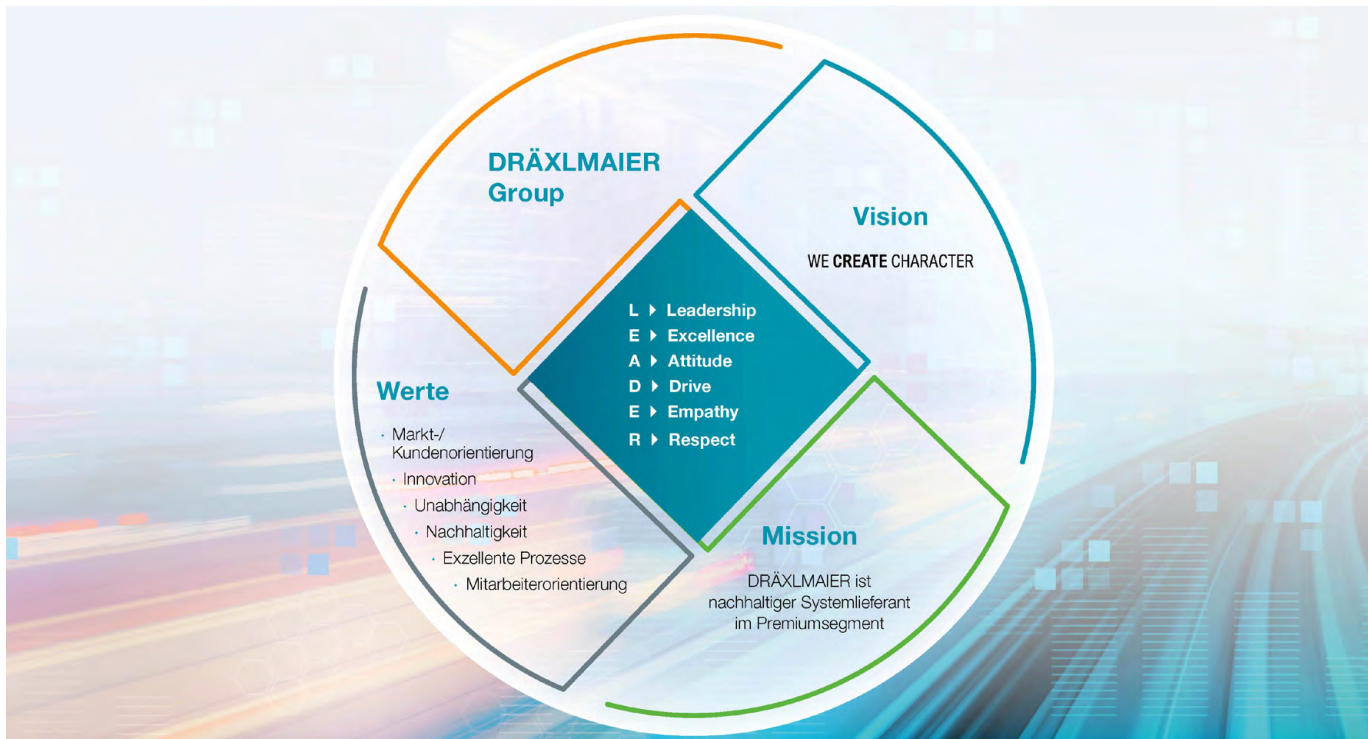 DRÄXLMAIER
Group
Vision
WE CREATE CHARACTER
L Leadership
E Excellence
A Attitude
D Drive
E Empathy
R Respect
Werte
· Markt-/
Kundenorientierung
· Innovation
· Unabhängigkeit
· Nachhaltigkeit
· Exzellente Prozesse
· Mitarbeiterorientierung
Mission
DRÄXLMAIER ist
nachhaltiger Systemlieferant
im Premiumsegment